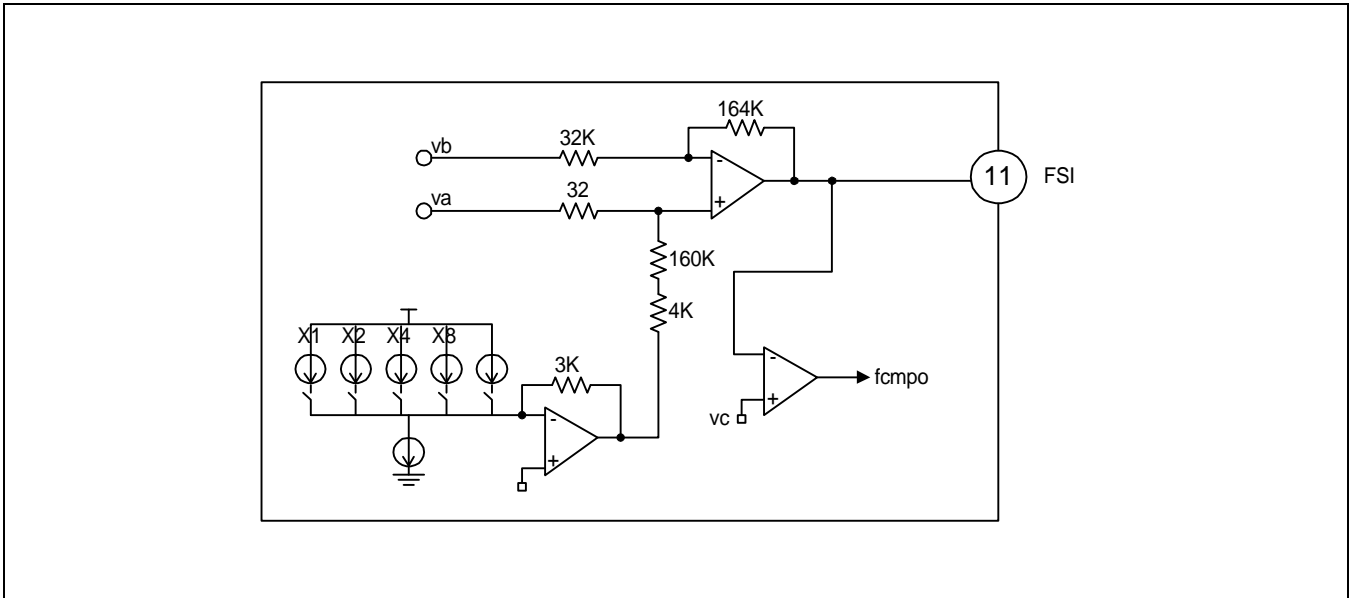 164K
32K
vb
-
11
FSI
32
va
+
160K
4K
X1 X2 X4 X8
3K
-
fcmpo
-
+
vc
+